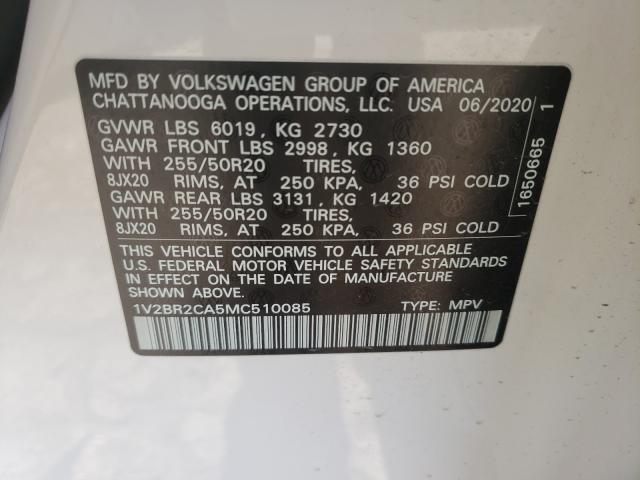 MFD BY VOLKSWAGEN GROUP OF AMERICA
CHATTANOOGA OPERATIONS, LLC. USA 06/2020
GVWR LBS 6019, KG 2730
GAWR FRONT LBS 2998, KG 1360
WITH 255/50R20 TIRES,
8JX20 RIMS, AT 250 KPA, 36 PSI COLD
GAWR REAR LBS 3131, KG 1420
WITH 255/50R20 TIRES,
8JX20 RIMS, AT 250 KPA, 36 PSI COLD
THIS VEHICLE CONFORMS TO ALL APPLICABLE
U.S. FEDERAL MOTOR VEHICLE SAFETY STANDARDS
IN EFFECT ON THE DATE OF MANUFACTURE
SHOWN ABOVE.
1V2BR2CA5MC510085 TYPE: MPV
1650665 1